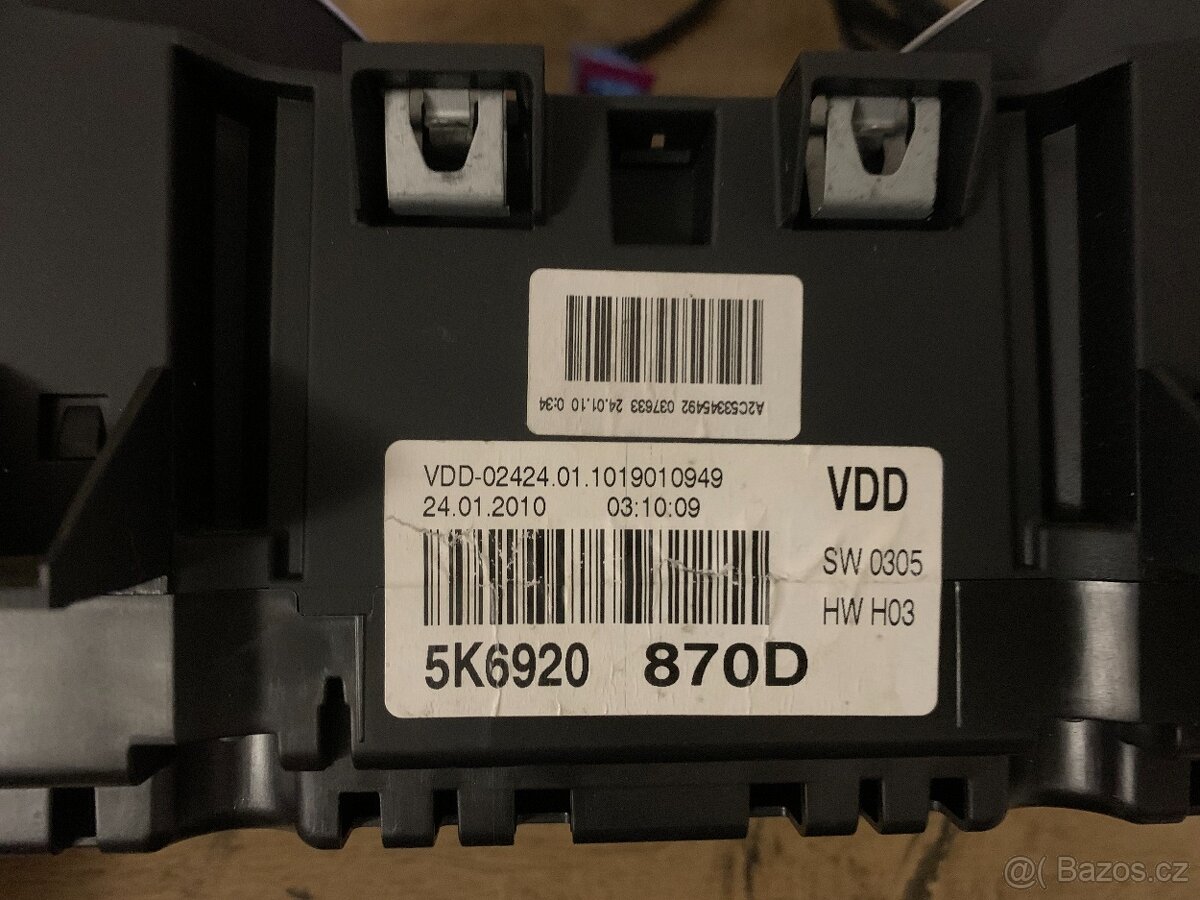 A2C53345492 037633 24.01.10 0:34
VDD-02424.01.1019010949
24.01.2010 03:10:09
VDD
SW 0305
HW H03
5K6920 870D
@( Bazos.cz